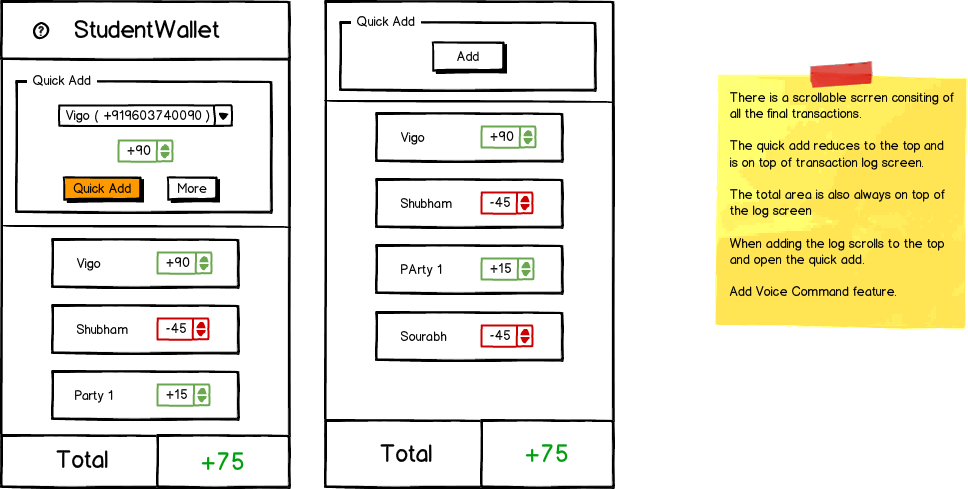 StudentWallet
Quick Add
Vigo ( +919603740090 )
+90
Quick Add
More
Vigo
+90
Shubham
-45
Party 1
+15
Total
+75
Quick Add
Add
Vigo
+90
Shubham
-45
PArty 1
+15
Sourabh
-45
Total
+75
There is a scrollable scrren consiting of
all the final transactions.
The quick add reduces to the top and
is on top of transaction log screen.
The total area is also always on top of
the log screen
When adding the log scrolls to the top
and open the quick add.
Add Voice Command feature.